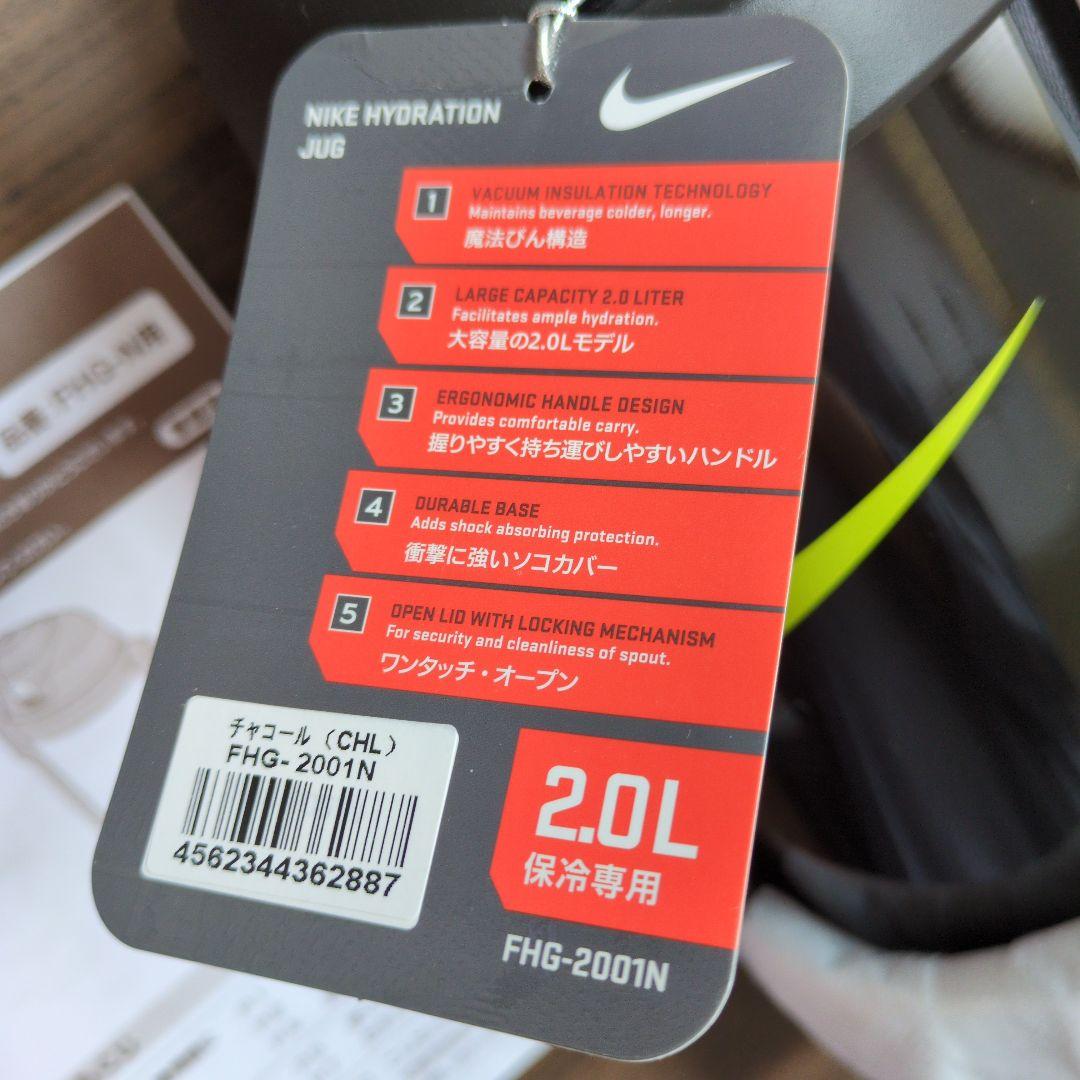 NIKE HYDRATION
JUG
1
VACUUM INSULATION TECHNOLOGY
Maintains beverage colder, longer.
魔法びん構造
2
LARGE CAPACITY 2.0 LITER
Facilitates ample hydration.
大容量の2.0Lモデル
3
ERGONOMIC HANDLE DESIGN
Provides comfortable carry.
握りやすく持ち運びしやすいハンドル
4
DURABLE BASE
Adds shock absorbing protection.
衝撃に強いソコカバー
5
OPEN LID WITH LOCKING MECHANISM
For security and cleanliness of spout.
ワンタッチ・オープン
チャコール（CHL）
FHG-2001N
4562344362887
2.0L
保冷専用
FHG-2001N